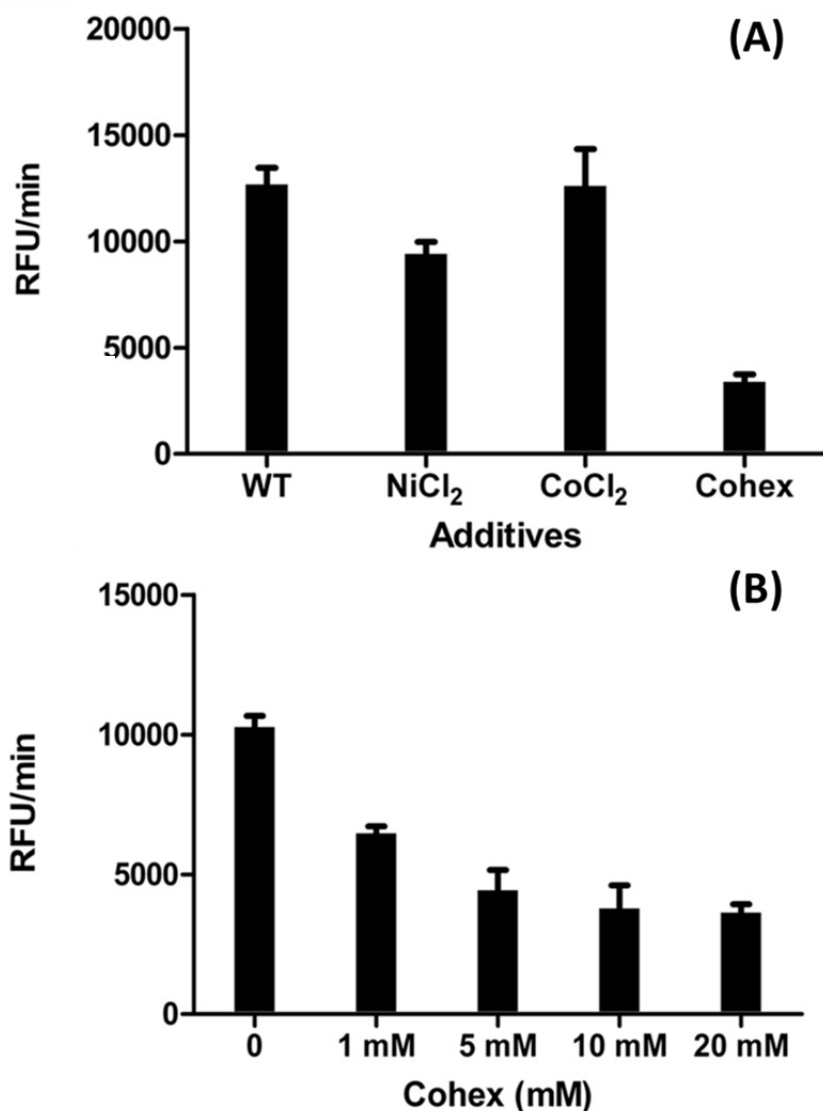 (A)
20000
15000
10000
5000
0
RFU/min
WT NiCl₂ CoCl₂ Cohex
Additives
(B)
15000
10000
5000
0
RFU/min
0 1 mM 5 mM 10 mM 20 mM
Cohex (mM)